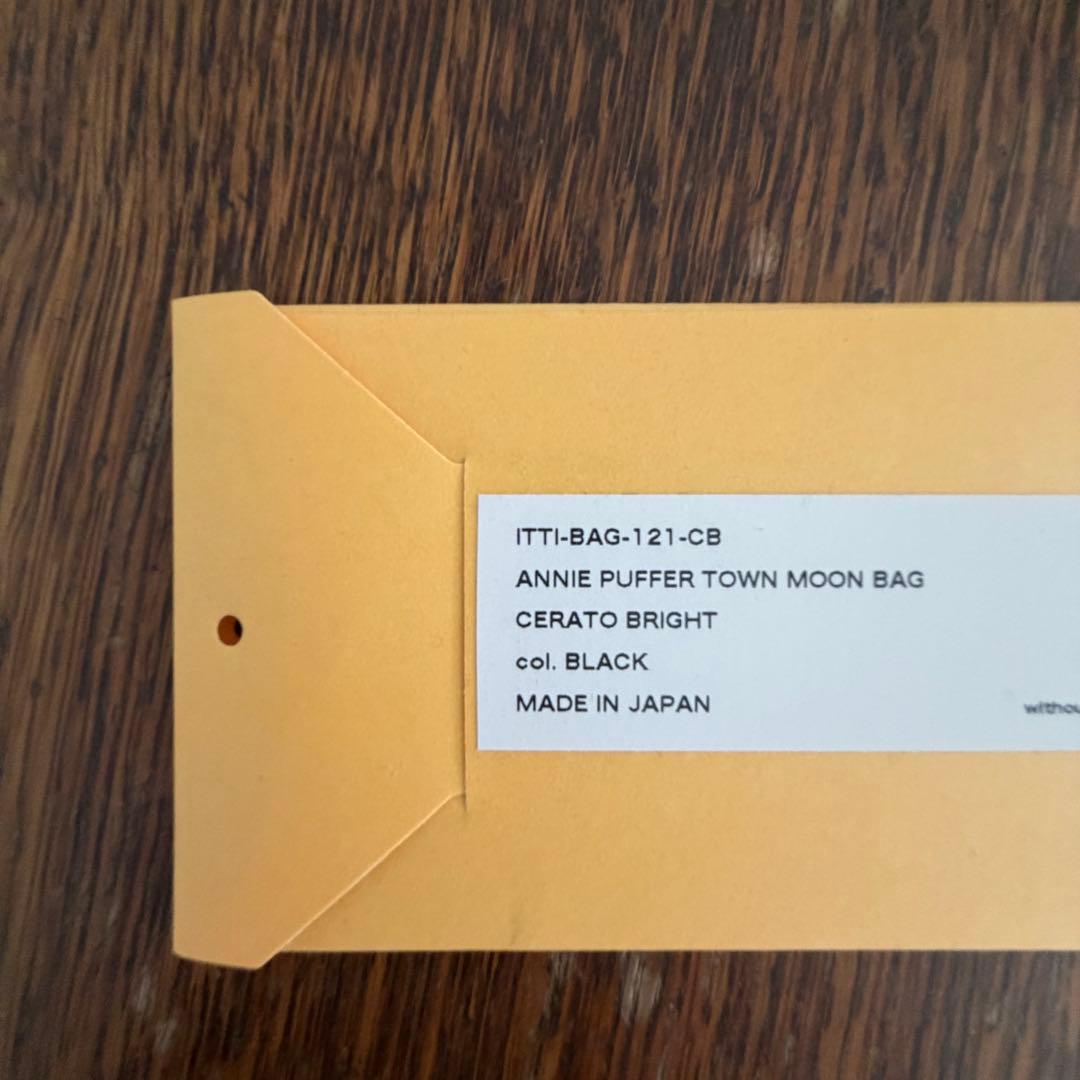 ITTI-BAG-121-CB
ANNIE PUFFER TOWN MOON BAG
CERATO BRIGHT
col. BLACK
MADE IN JAPAN